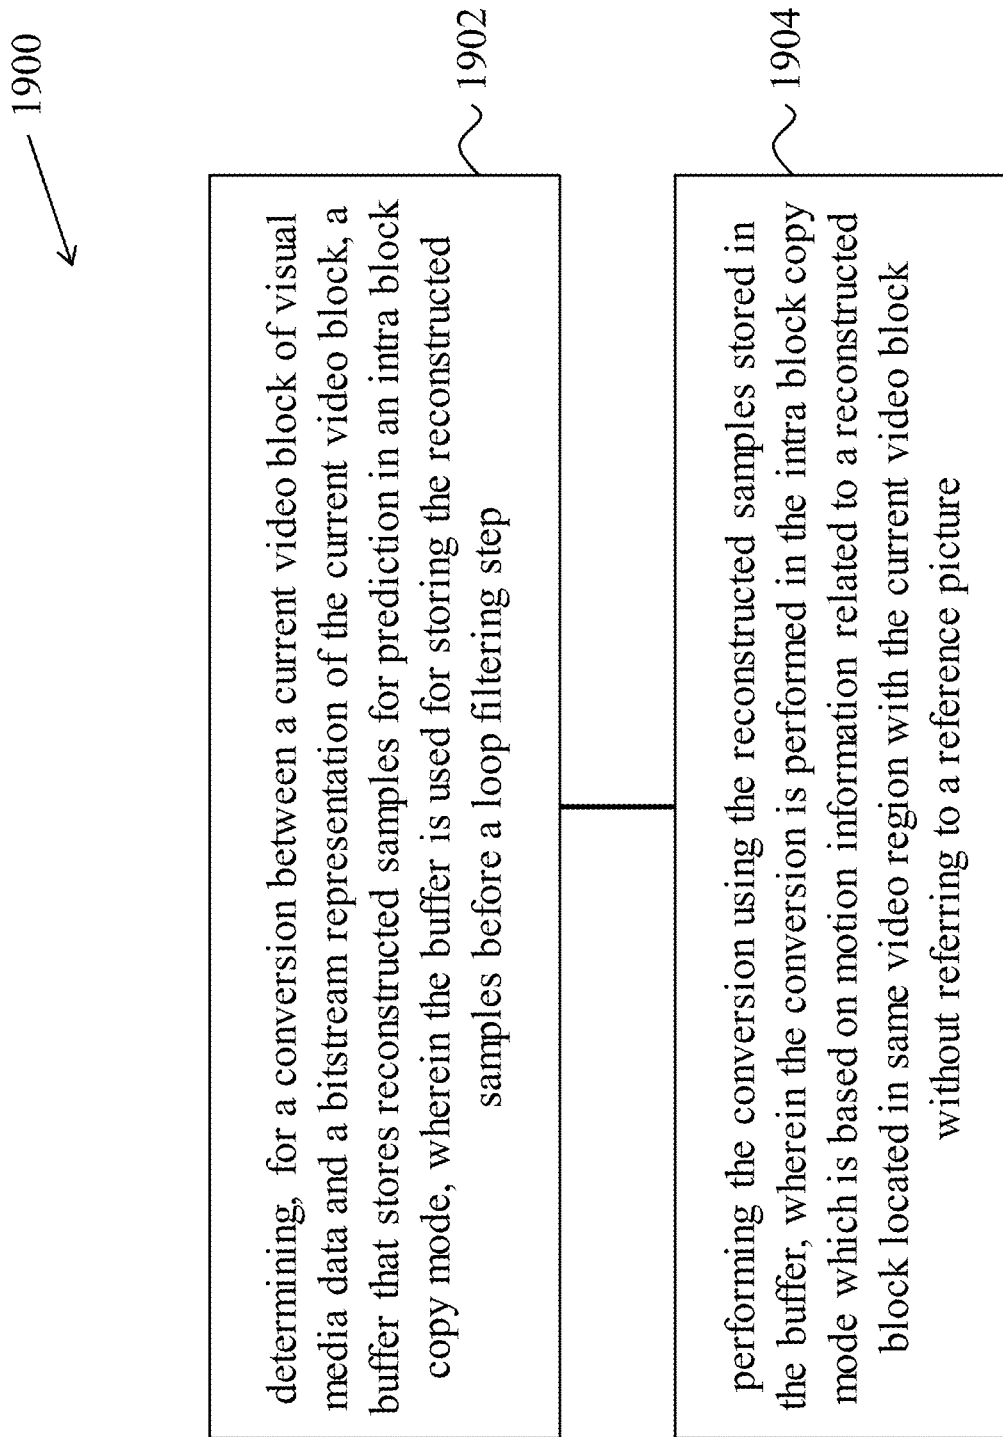 1900
determining, for a conversion between a current video block of visual
media data and a bitstream representation of the current video block, a
buffer that stores reconstructed samples for prediction in an intra block
copy mode, wherein the buffer is used for storing the reconstructed
samples before a loop filtering step
1902
performing the conversion using the reconstructed samples stored in
the buffer, wherein the conversion is performed in the intra block copy
mode which is based on motion information related to a reconstructed
block located in same video region with the current video block
without referring to a reference picture
1904